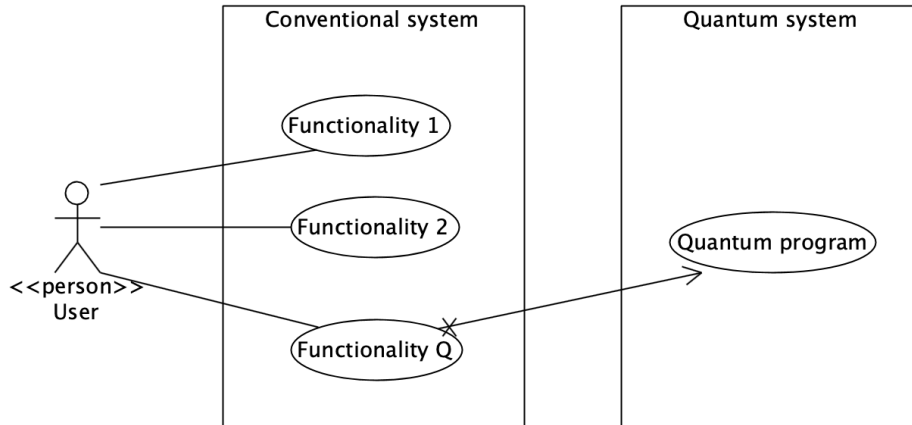 Conventional system
Quantum system
Functionality 1
Functionality 2
Quantum program
<<person>>
User
Functionality Q